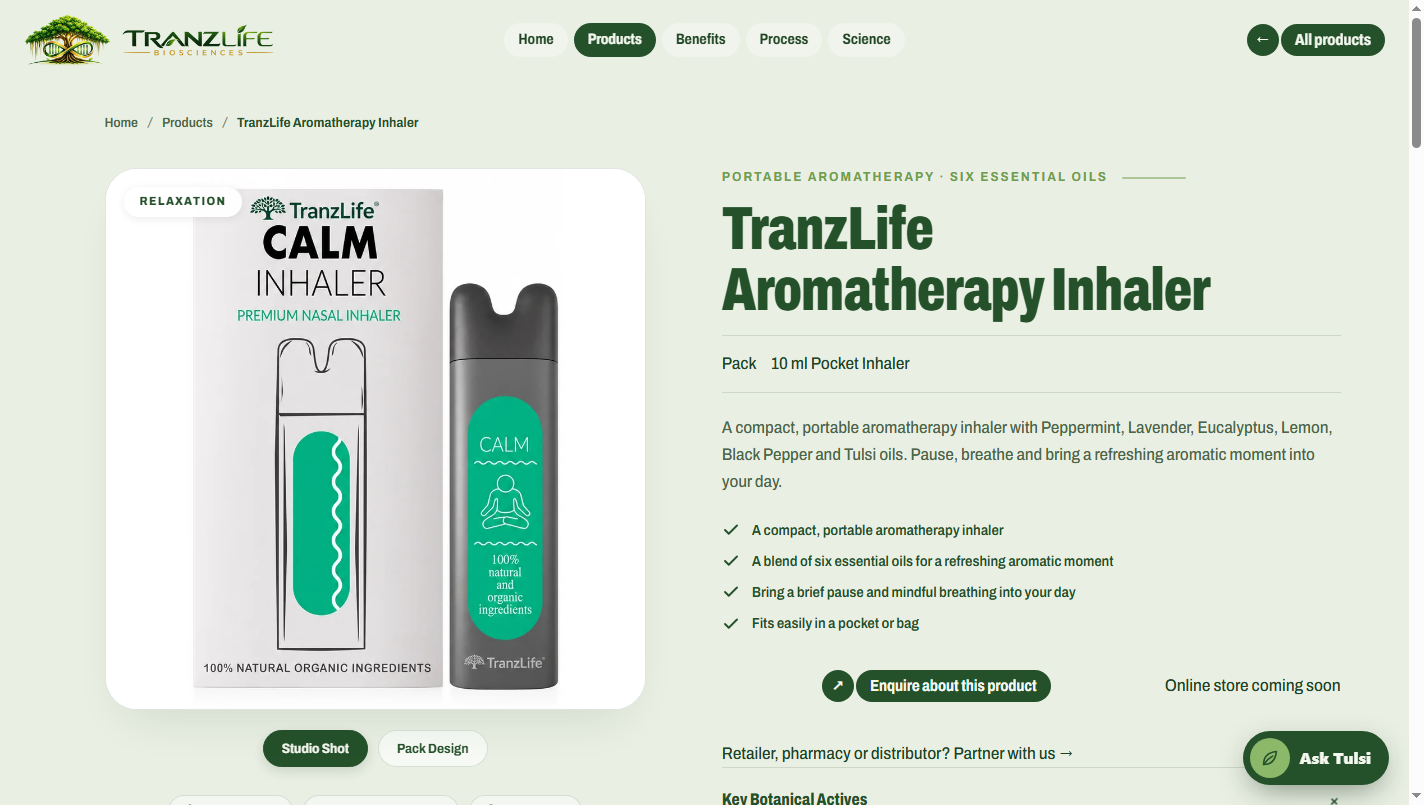 TRANZLIFE
BIOSCIENCES
Home
Products
Benefits
Process
Science
←
All products
Home / Products / TranzLife Aromatherapy Inhaler
RELAXATION
TranzLife®
CALM
INHALER
PREMIUM NASAL INHALER
100% NATURAL ORGANIC INGREDIENTS
CALM
100%
natural
and
organic
ingredients
TranzLife
Studio Shot
Pack Design
PORTABLE AROMATHERAPY · SIX ESSENTIAL OILS
TranzLife
Aromatherapy Inhaler
Pack 10 ml Pocket Inhaler
A compact, portable aromatherapy inhaler with Peppermint, Lavender, Eucalyptus, Lemon,
Black Pepper and Tulsi oils. Pause, breathe and bring a refreshing aromatic moment into
your day.
A compact, portable aromatherapy inhaler
A blend of six essential oils for a refreshing aromatic moment
Bring a brief pause and mindful breathing into your day
Fits easily in a pocket or bag
↗ Enquire about this product
Online store coming soon
Retailer, pharmacy or distributor? Partner with us →
Ask Tulsi
Key Botanical Actives
×